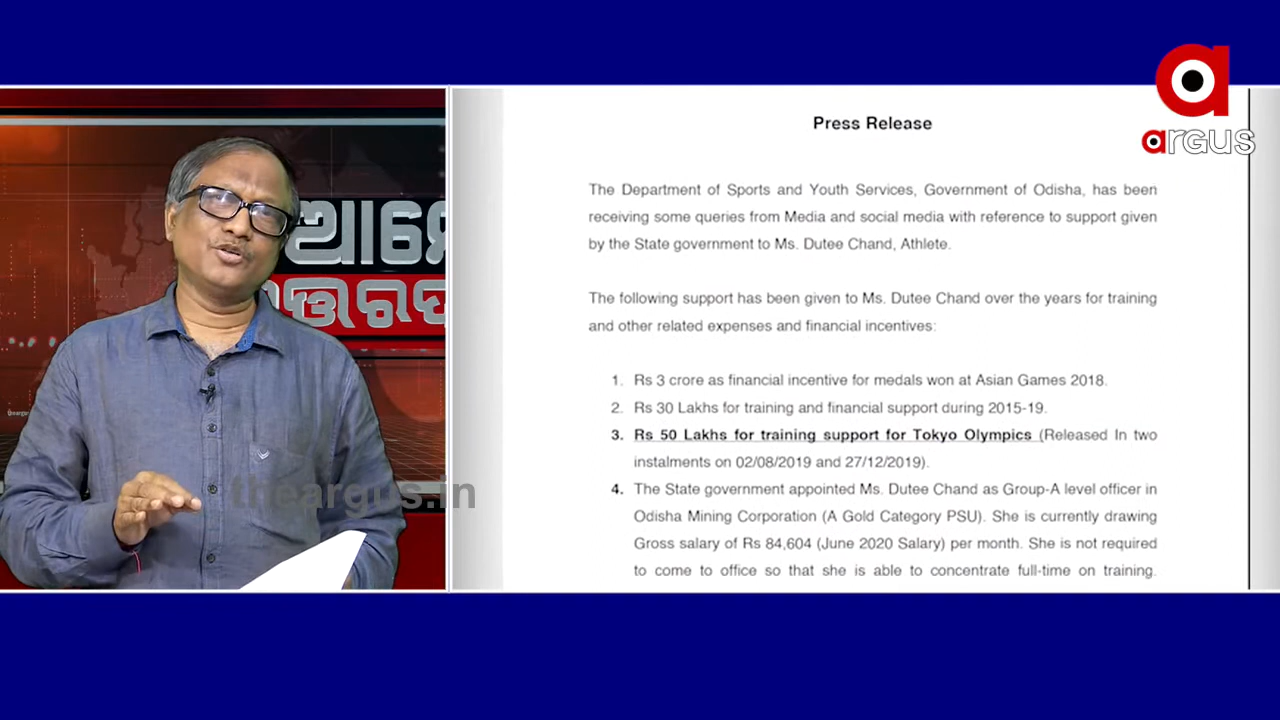 argus
Press Release
The Department of Sports and Youth Services, Government of Odisha, has been
receiving some queries from Media and social media with reference to support given
by the State government to Ms. Dutee Chand, Athlete.
The following support has been given to Ms. Dutee Chand over the years for training
and other related expenses and financial incentives:
1. Rs 3 crore as financial incentive for medals won at Asian Games 2018.
2. Rs 30 Lakhs for training and financial support during 2015-19.
3. Rs 50 Lakhs for training support for Tokyo Olympics (Released In two
instalments on 02/08/2019 and 27/12/2019).
4. The State government appointed Ms. Dutee Chand as Group-A level officer in
Odisha Mining Corporation (A Gold Category PSU). She is currently drawing
Gross salary of Rs 84,604 (June 2020 Salary) per month. She is not required
to come to office so that she is able to concentrate full-time on training.
theargus.in